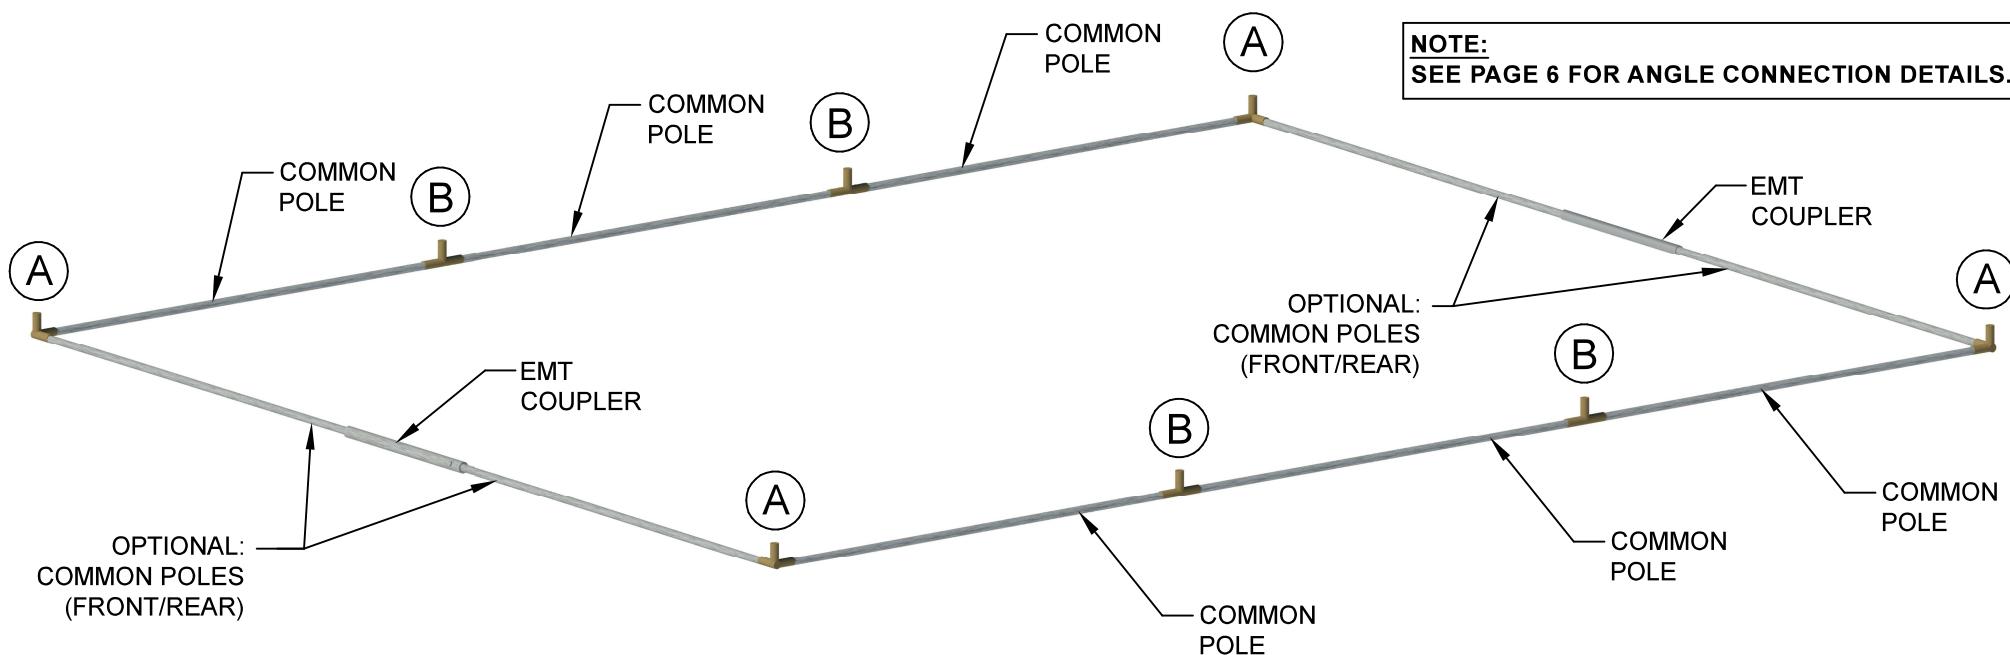 COMMON
POLE
A
NOTE:
SEE PAGE 6 FOR ANGLE CONNECTION DETAILS.
COMMON
POLE
B
COMMON
POLE
B
EMT
COUPLER
A
A
OPTIONAL:
COMMON POLES
(FRONT/REAR)
B
EMT
COUPLER
B
A
COMMON
POLE
COMMON
POLE
OPTIONAL:
COMMON POLES
(FRONT/REAR)
COMMON
POLE